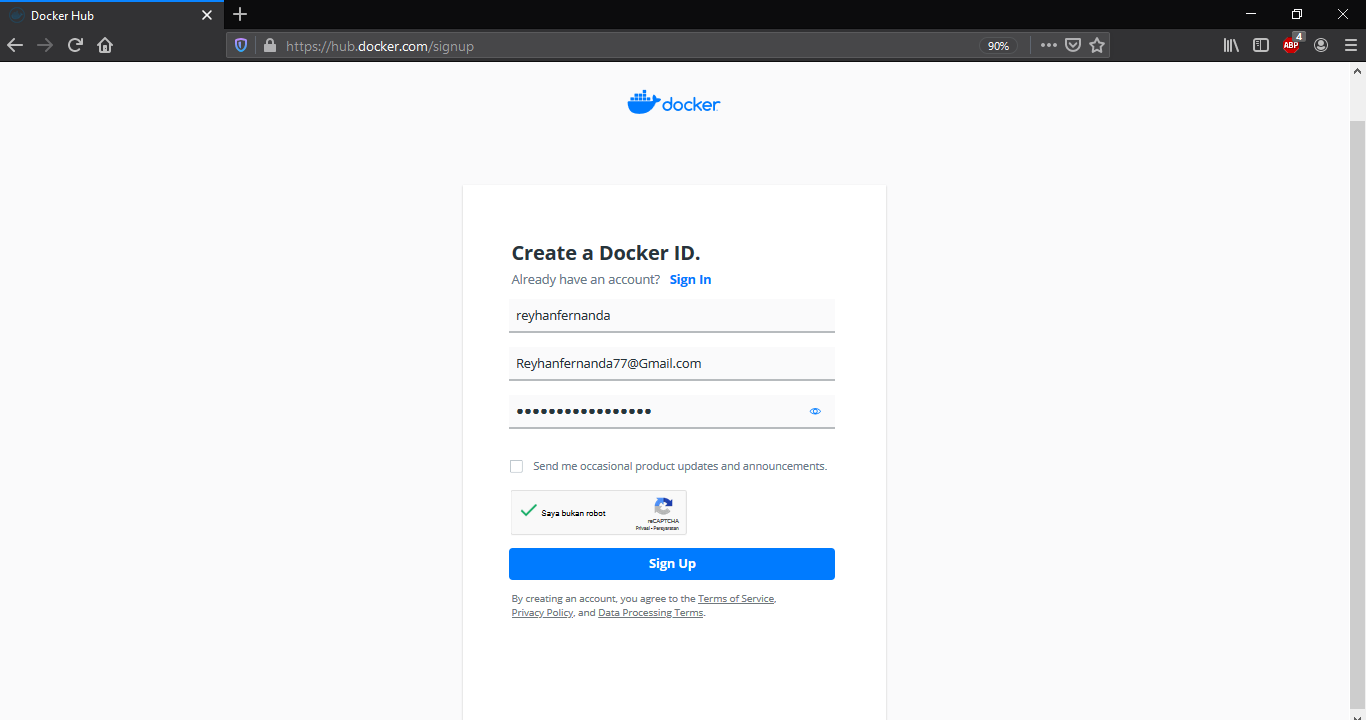 Docker Hub
https://hub.docker.com/signup
90%
ABP
4
docker
Create a Docker ID.
Already have an account? Sign In
reyhanfernanda
Reyhanfernanda77@Gmail.com
Send me occasional product updates and announcements.
Saya bukan robot
reCAPTCHA
Privasi • Persyaratan
Sign Up
By creating an account, you agree to the Terms of Service,
Privacy Policy, and Data Processing Terms.